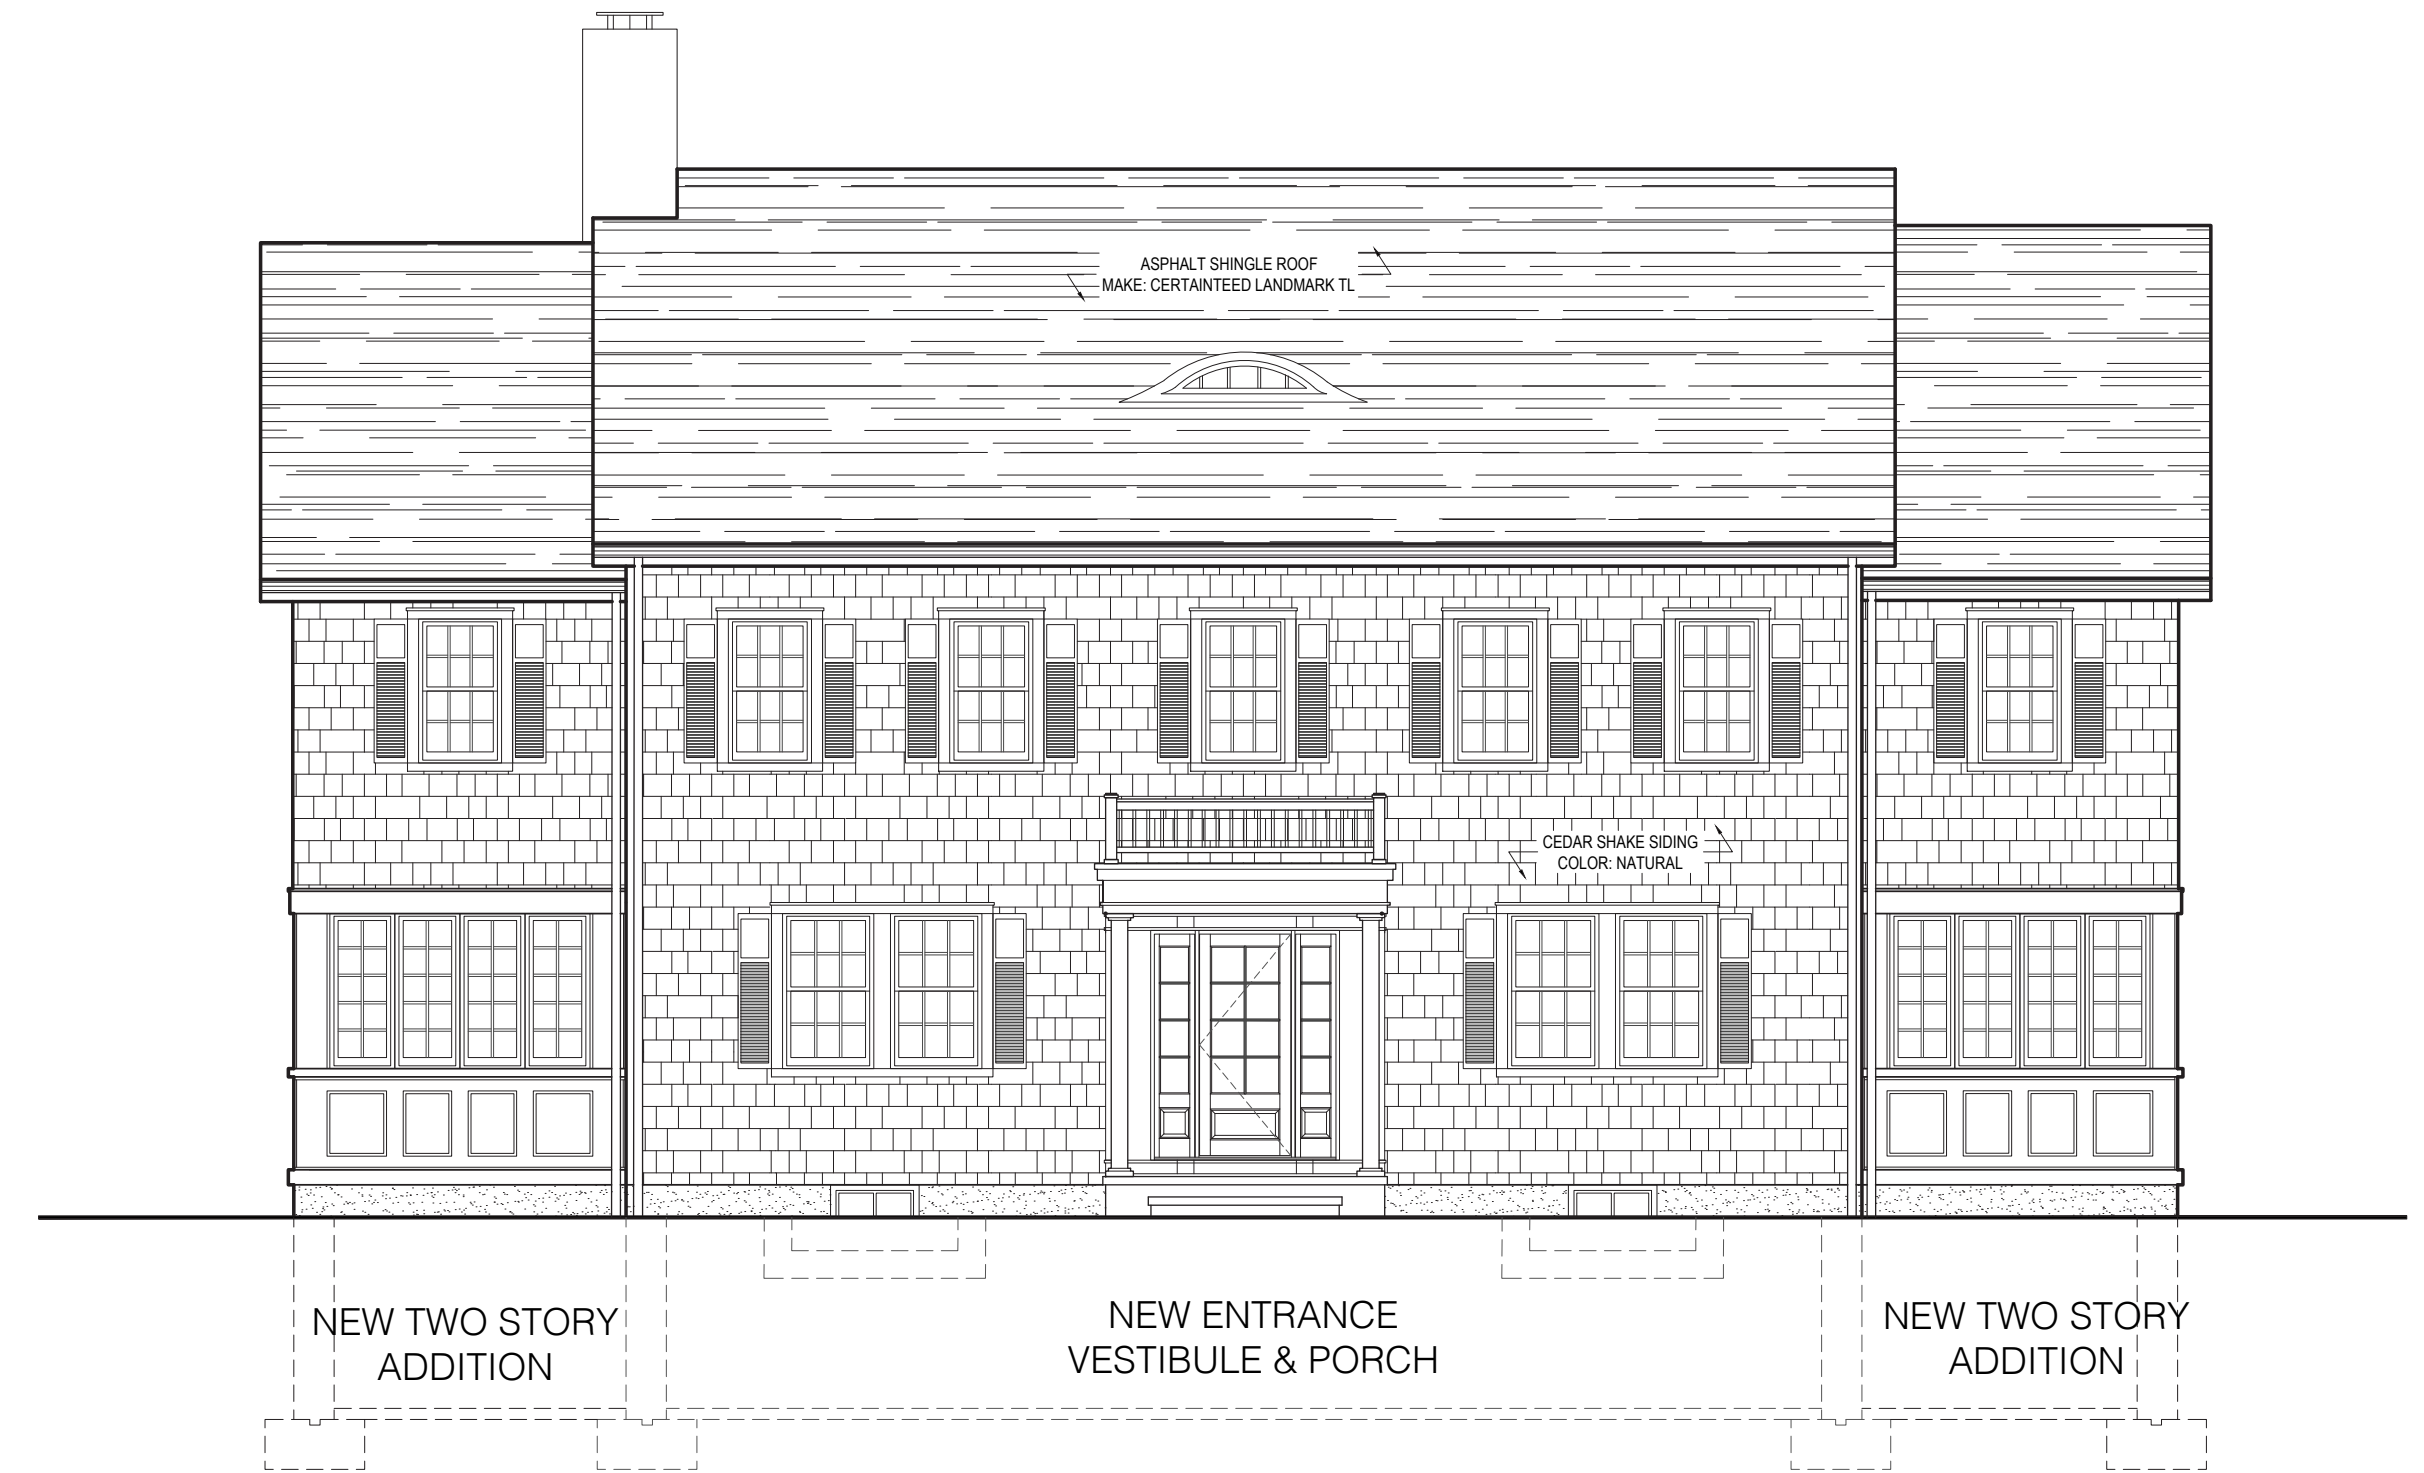 ASPHALT SHINGLE ROOF
MAKE: CERTAINTEED LANDMARK TL
CEDAR SHAKE SIDING
COLOR: NATURAL
NEW TWO STORY
ADDITION
NEW ENTRANCE
VESTIBULE & PORCH
NEW TWO STORY
ADDITION